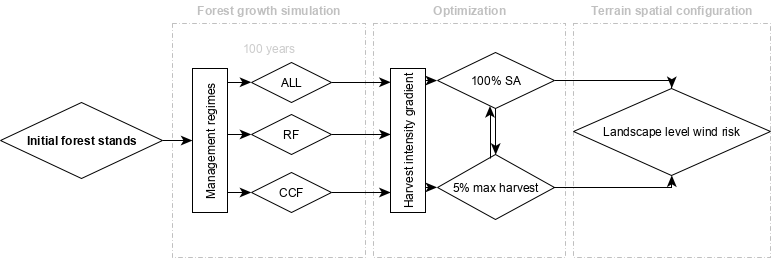 Forest growth simulation
Optimization
Terrain spatial configuration
100 years
Initial forest stands
Management regimes
ALL
RF
CCF
Harvest intensity gradient
100% SA
5% max harvest
Landscape level wind risk